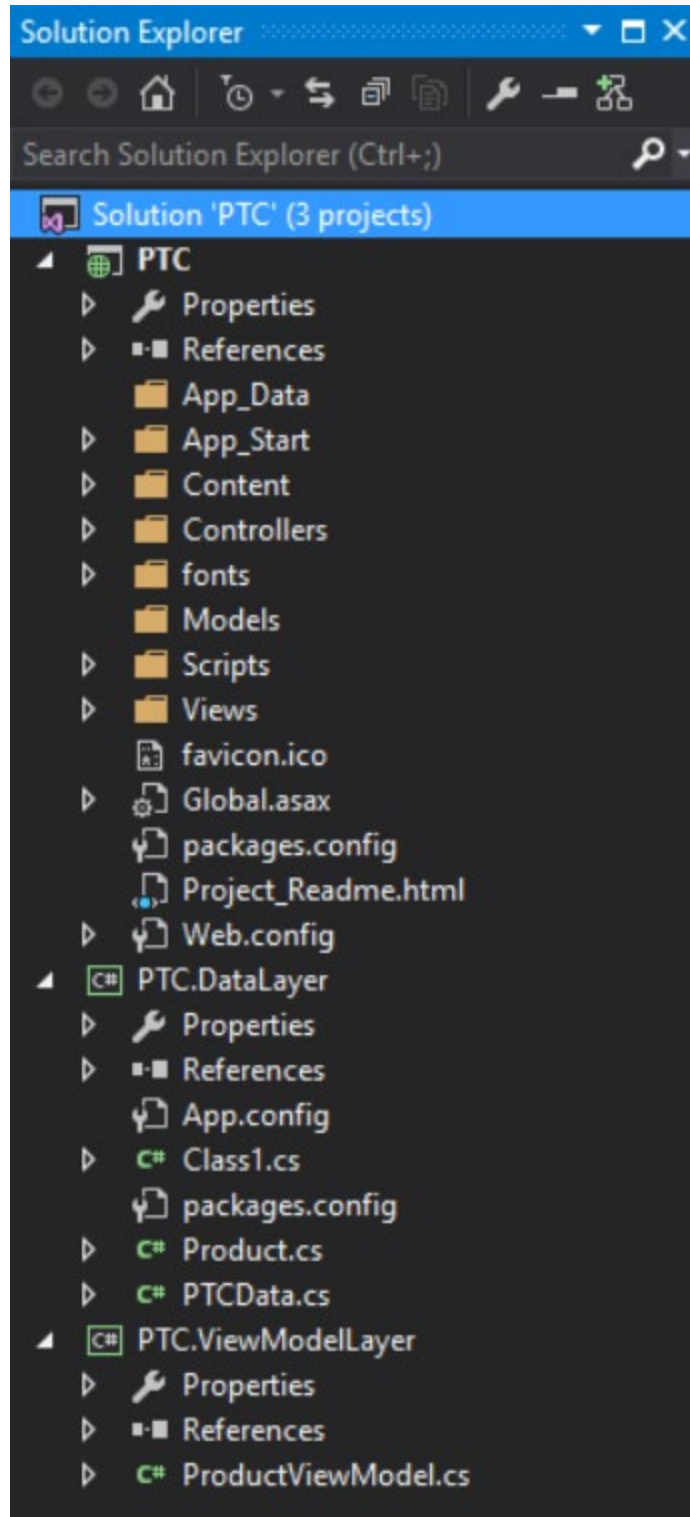 Solution Explorer
Search Solution Explorer (Ctrl+;)
Solution 'PTC' (3 projects)
PTC
Properties
References
App_Data
App_Start
Content
Controllers
fonts
Models
Scripts
Views
favicon.ico
Global.asax
packages.config
Project_Readme.html
Web.config
C# PTC.DataLayer
Properties
References
App.config
C# Class1.cs
packages.config
C# Product.cs
C# PTCData.cs
C# PTC.ViewModelLayer
Properties
References
C# ProductViewModel.cs